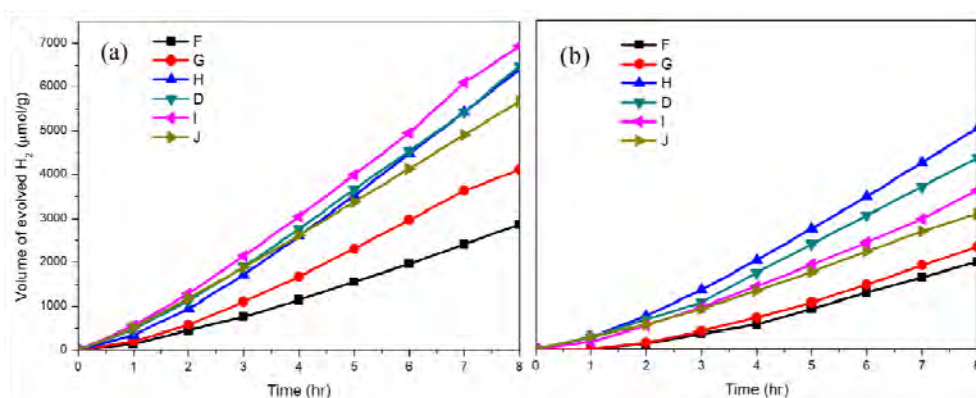 (a)
F
G
H
D
I
J
Volume of evolved H₂ (μmol/g)
7000
6000
5000
4000
3000
2000
1000
0
0 1 2 3 4 5 6 7 8
Time (hr)
(b)
F
G
H
D
I
J
0 1 2 3 4 5 6 7 8
Time (hr)